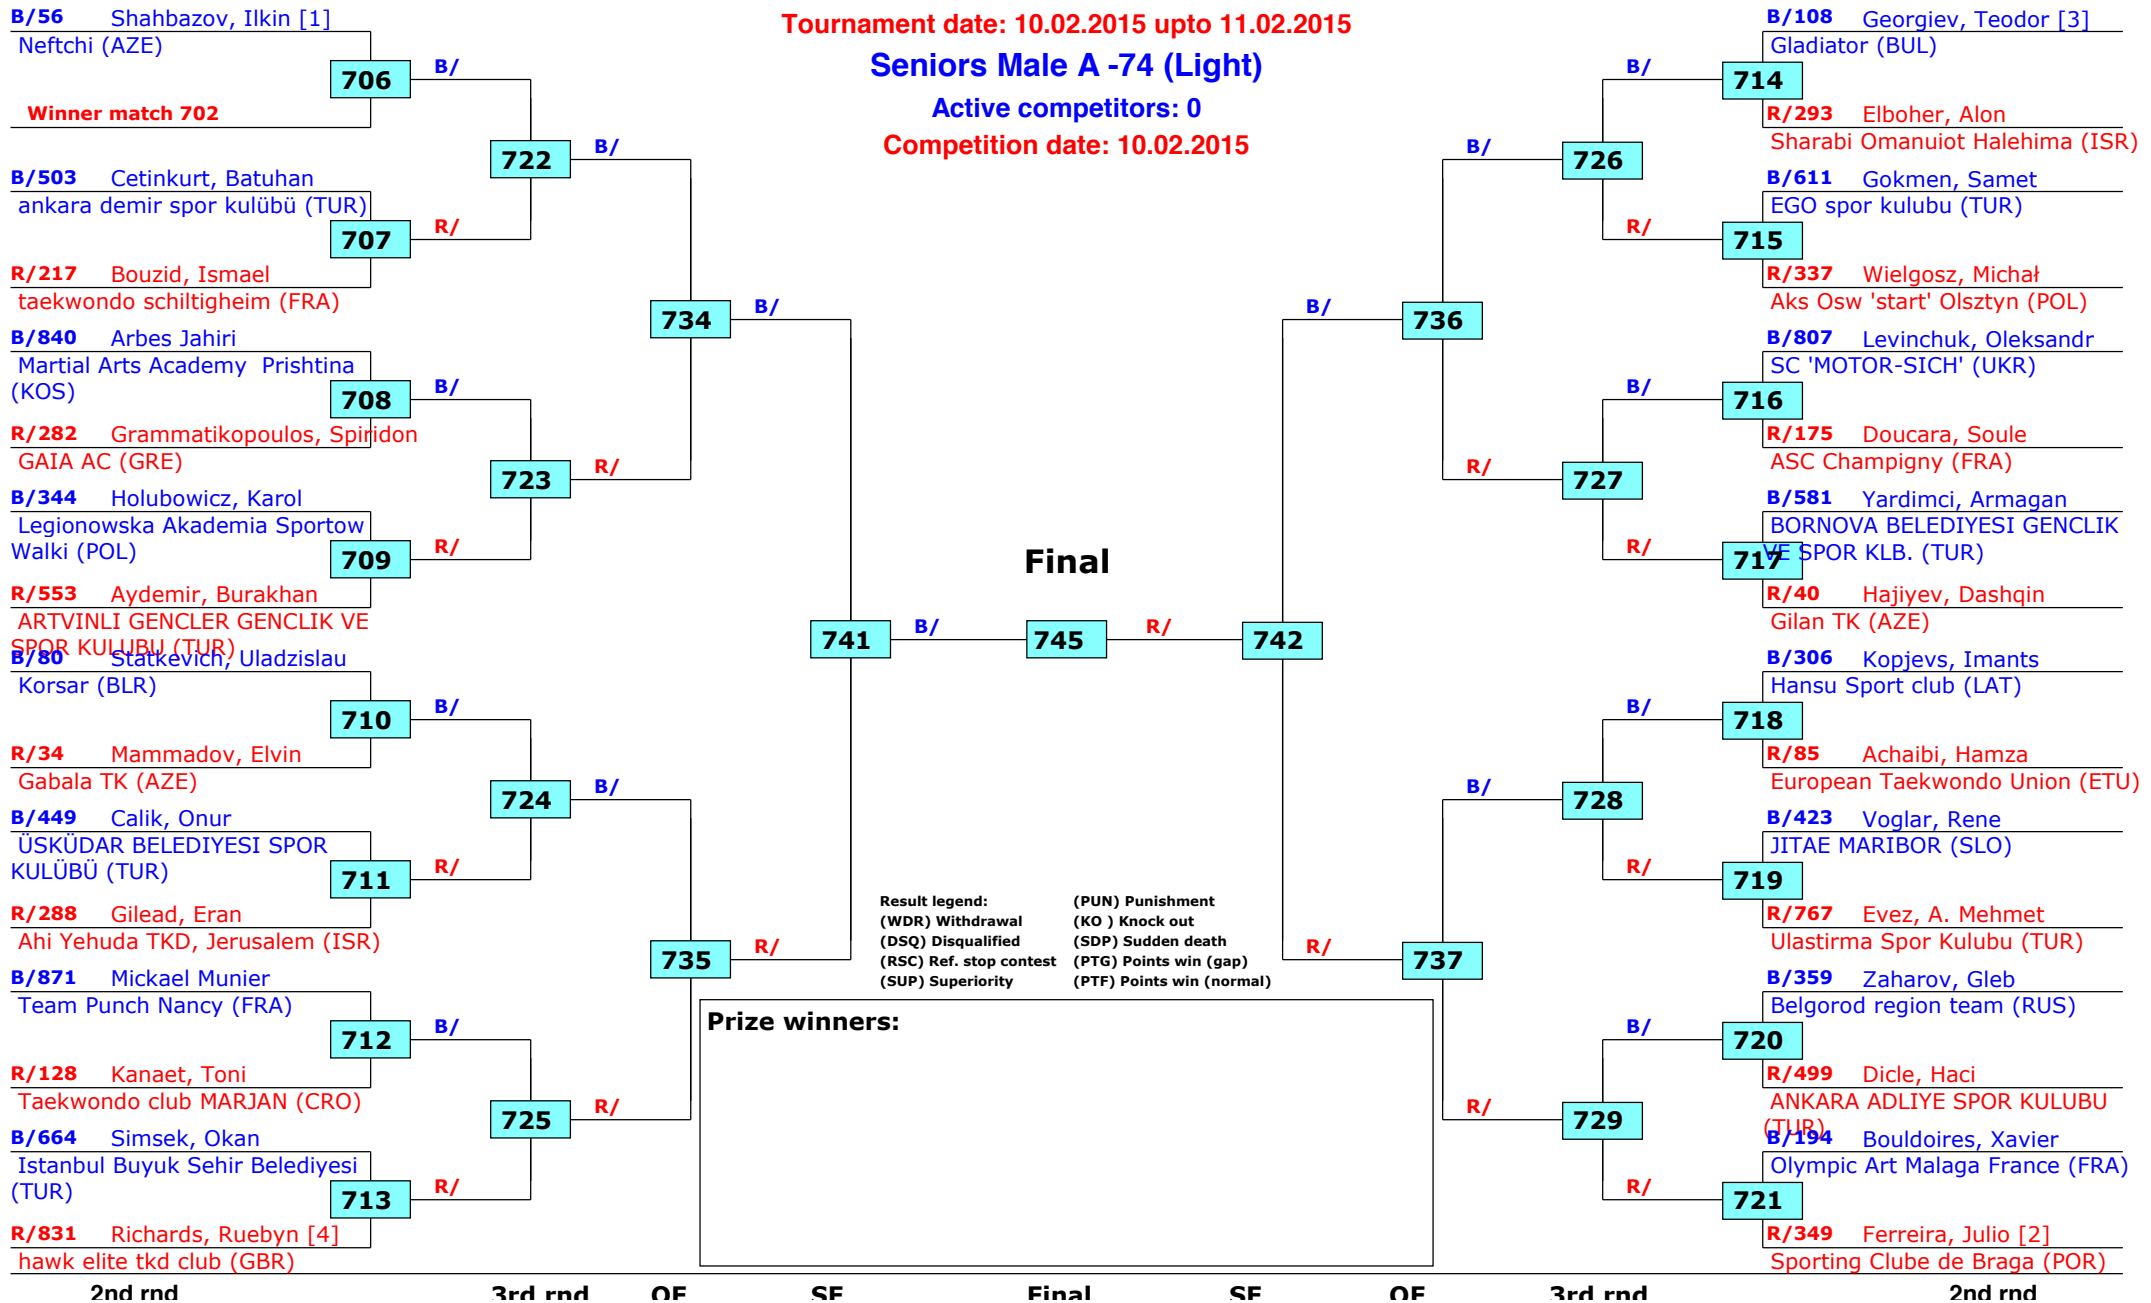 Tournament date: 10.02.2015 upto 11.02.2015
Seniors Male A -74 (Light)
Active competitors: 0
Competition date: 10.02.2015
B/56 Shahbazov, Ilkin [1]
Neftchi (AZE)
706
B/
Winner match 702
722
B/
B/503 Cetinkurt, Batuhan
ankara demir spor kulübü (TUR)
707
R/
R/217 Bouzid, Ismael
taekwondo schiltigheim (FRA)
734
B/
B/840 Arbes Jahiri
Martial Arts Academy  Prishtina
(KOS)
708
B/
R/282 Grammatikopoulos, Spiridon
GAIA AC (GRE)
723
R/
B/344 Holubowicz, Karol
Legionowska Akademia Sportow
Walki (POL)
709
R/
R/553 Aydemir, Burakhan
ARTVINLI GENCLER GENCLIK VE
SPOR KULUBU (TUR)
741
B/
B/80 Statkevich, Uladzislau
Korsar (BLR)
710
B/
R/34 Mammadov, Elvin
Gabala TK (AZE)
724
B/
B/449 Calik, Onur
ÜSKÜDAR BELEDIYESI SPOR
KULÜBÜ (TUR)
711
R/
R/288 Gilead, Eran
Ahi Yehuda TKD, Jerusalem (ISR)
735
R/
B/871 Mickael Munier
Team Punch Nancy (FRA)
712
B/
R/128 Kanaet, Toni
Taekwondo club MARJAN (CRO)
725
R/
B/664 Simsek, Okan
Istanbul Buyuk Sehir Belediyesi
(TUR)
713
R/
R/831 Richards, Ruebyn [4]
hawk elite tkd club (GBR)
Final
745
R/
742
B/108 Georgiev, Teodor [3]
Gladiator (BUL)
B/
714
R/293 Elboher, Alon
Sharabi Omanuiot Halehima (ISR)
B/
726
B/611 Gokmen, Samet
EGO spor kulubu (TUR)
R/
715
R/337 Wielgosz, Michał
Aks Osw 'start' Olsztyn (POL)
B/
736
B/807 Levinchuk, Oleksandr
SC 'MOTOR-SICH' (UKR)
B/
716
R/175 Doucara, Soule
ASC Champigny (FRA)
R/
727
B/581 Yardimci, Armagan
BORNOVA BELEDIYESI GENCLIK
VE SPOR KLB. (TUR)
R/
717
R/40 Hajiyev, Dashqin
Gilan TK (AZE)
B/306 Kopjevs, Imants
Hansu Sport club (LAT)
B/
718
R/85 Achaibi, Hamza
European Taekwondo Union (ETU)
B/
728
B/423 Voglar, Rene
JITAE MARIBOR (SLO)
R/
719
R/767 Evez, A. Mehmet
Ulastirma Spor Kulubu (TUR)
R/
737
B/359 Zaharov, Gleb
Belgorod region team (RUS)
B/
720
R/499 Dicle, Haci
ANKARA ADLIYE SPOR KULUBU
(TUR)
R/
729
B/194 Bouldoires, Xavier
Olympic Art Malaga France (FRA)
R/
721
R/349 Ferreira, Julio [2]
Sporting Clube de Braga (POR)
Result legend: (PUN) Punishment
(WDR) Withdrawal (KO ) Knock out
(DSQ) Disqualified (SDP) Sudden death
(RSC) Ref. stop contest (PTG) Points win (gap)
(SUP) Superiority (PTF) Points win (normal)
Prize winners:
2nd rnd 3rd rnd QF SF Final SF QF 3rd rnd 2nd rnd